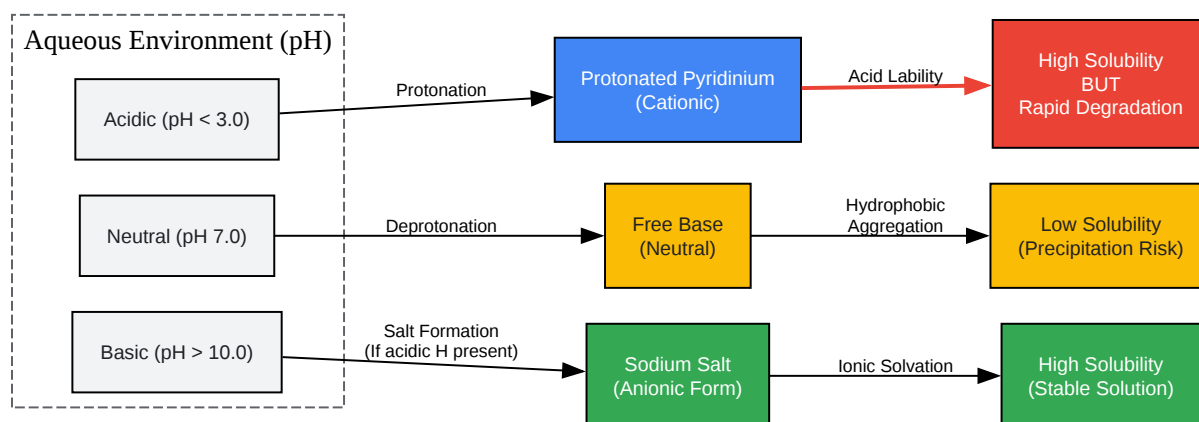 Aqueous Environment (pH)
Acidic (pH < 3.0)
Protonation
Protonated Pyridinium
(Cationic)
Acid Lability
High Solubility
BUT
Rapid Degradation
Neutral (pH 7.0)
Deprotonation
Free Base
(Neutral)
Hydrophobic
Aggregation
Low Solubility
(Precipitation Risk)
Basic (pH > 10.0)
Salt Formation
(If acidic H present)
Sodium Salt
(Anionic Form)
Ionic Solvation
High Solubility
(Stable Solution)